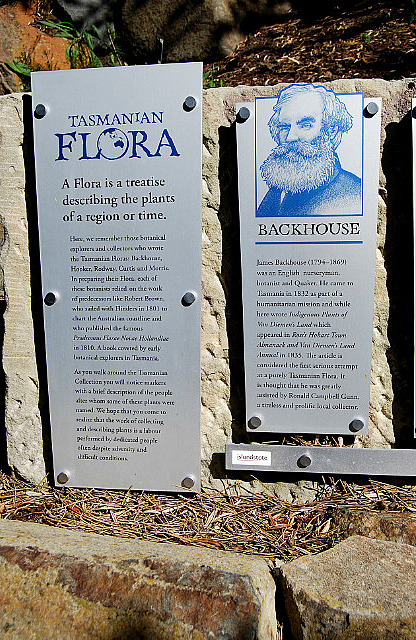 TASMANIAN
FLORA
A Flora is a treatise
describing the plants
of a region or time.
Here, we remember those botanical
explorers and collectors who wrote
the Tasmanian Floras: Backhouse,
Hooker, Rodway, Curtis and Morris.
In preparing their Flora, each of
these botanists relied on the work
of predecessors like Robert Brown,
who sailed with Flinders in 1801 to
chart the Australian coastline and
who published the famous
Prodromus Florae Novae Hollandiae
in 1810. A book coveted by early
botanical explorers in Tasmania.
As you walk around the Tasmanian
Collection you will notice markers
with a brief description of the people
after whom some of these plants were
named. We hope that you come to
realise that the work of collecting
and describing plants is a labour
performed by dedicated people
often despite adversity and
difficult conditions.
BACKHOUSE
James Backhouse (1794–1869)
was an English nurseryman,
botanist and Quaker. He came to
Tasmania in 1832 as part of a
humanitarian mission and while
here wrote Indigenous Plants of
Van Diemen's Land which
appeared in Ross's Hobart Town
Almanack and Van Diemen's Land
Annual in 1835. The article is
considered the first serious attempt
at a purely Tasmanian Flora. It
is thought that he was greatly
assisted by Ronald Campbell Gunn,
a tireless and prolific local collector.
blundstone